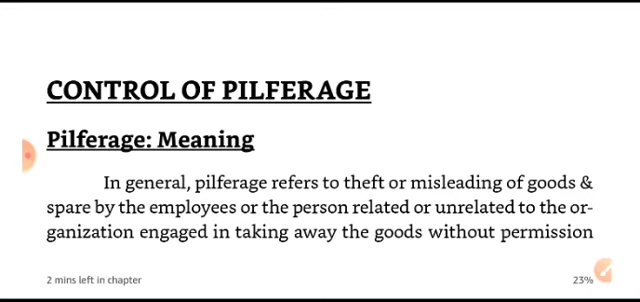 CONTROL OF PILFERAGE
Pilferage: Meaning
In general, pilferage refers to theft or misleading of goods &
spare by the employees or the person related or unrelated to the or-
ganization engaged in taking away the goods without permission
2 mins left in chapter 23%